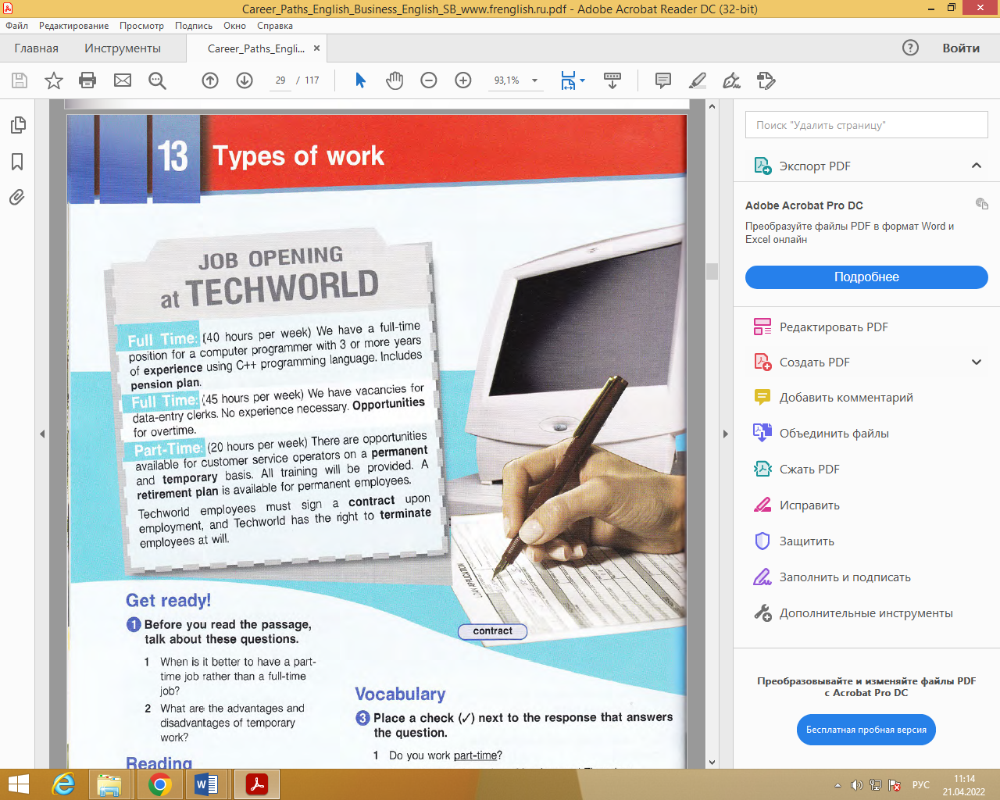 Career_Paths_English_Business_English_SB_www.frenglish.ru.pdf - Adobe Acrobat Reader DC (32-bit)
Файл Редактирование Просмотр Подпись Окно Справка
Главная Инструменты Career_Paths_Engli... × Войти
29 / 117 93,1%
13 Types of work
JOB OPENING
at TECHWORLD
Full Time: (40 hours per week) We have a full-time
position for a computer programmer with 3 or more years
of experience using C++ programming language. Includes
pension plan.
Full Time: (45 hours per week) We have vacancies for
data-entry clerks. No experience necessary. Opportunities
for overtime.
Part-Time: (20 hours per week) There are opportunities
available for customer service operators on a permanent
and temporary basis. All training will be provided. A
retirement plan is available for permanent employees.
Techworld employees must sign a contract upon
employment, and Techworld has the right to terminate
employees at will.
contract
Get ready!
1 Before you read the passage,
talk about these questions.
1 When is it better to have a part-
time job rather than a full-time
job?
2 What are the advantages and
disadvantages of temporary
work?
Reading
Vocabulary
3 Place a check (✓) next to the response that answers
the question.
1 Do you work part-time?
Поиск "Удалить страницу"
Экспорт PDF
Adobe Acrobat Pro DC
Преобразуйте файлы PDF в формат Word и
Excel онлайн
Подробнее
Редактировать PDF
Создать PDF
Добавить комментарий
Объединить файлы
Сжать PDF
Исправить
Защитить
Заполнить и подписать
Дополнительные инструменты
Преобразовывайте и изменяйте файлы PDF
с Acrobat Pro DC
Бесплатная пробная версия
РУС
11:14
21.04.2022